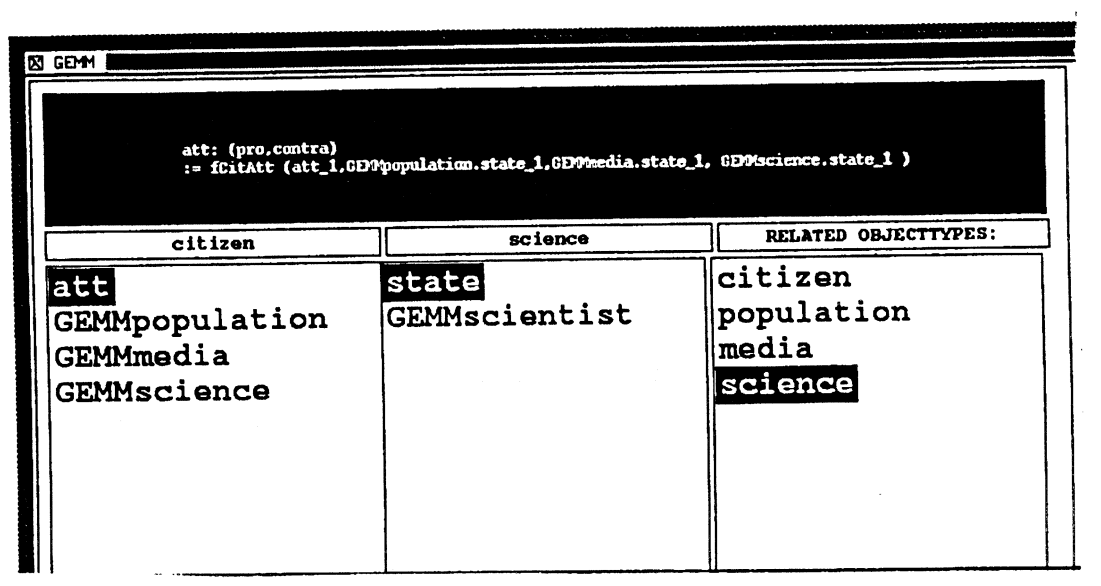 GEMM
att: (pro,contra)
:= fCitAtt (att_1,GEMMpopulation.state_1,GEMMmedia.state_1, GEMMscience.state_1 )
citizen
science
RELATED OBJECTTYPES:
att
GEMMpopulation
GEMMmedia
GEMMscience
state
GEMMscientist
citizen
population
media
science